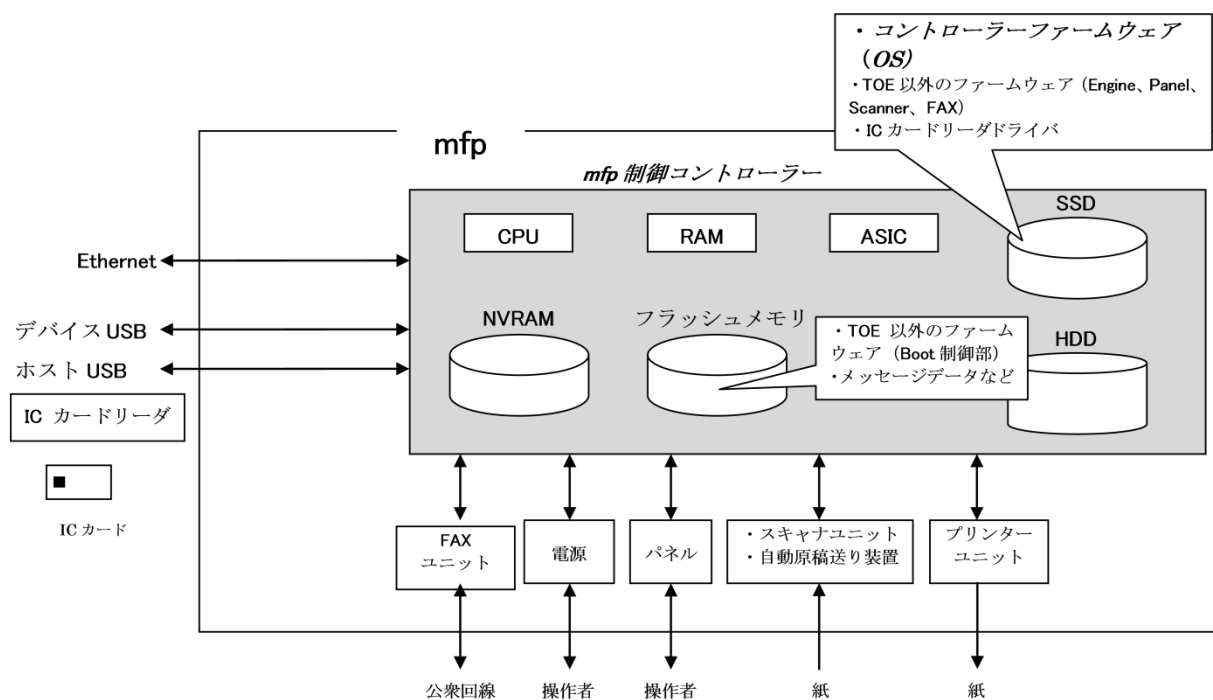 ・コントローラーファームウェア
（OS）
・TOE 以外のファームウェア（Engine、Panel、
Scanner、FAX）
・IC カードリーダドライバ
mfp
mfp 制御コントローラー
CPU
RAM
ASIC
SSD
Ethernet
デバイス USB
ホスト USB
NVRAM
フラッシュメモリ
・TOE 以外のファーム
ウェア（Boot 制御部）
・メッセージデータなど
HDD
IC カードリーダ
IC カード
FAX
ユニット
電源
パネル
・スキャナユニット
・自動原稿送り装置
プリンター
ユニット
公衆回線
操作者
操作者
紙
紙